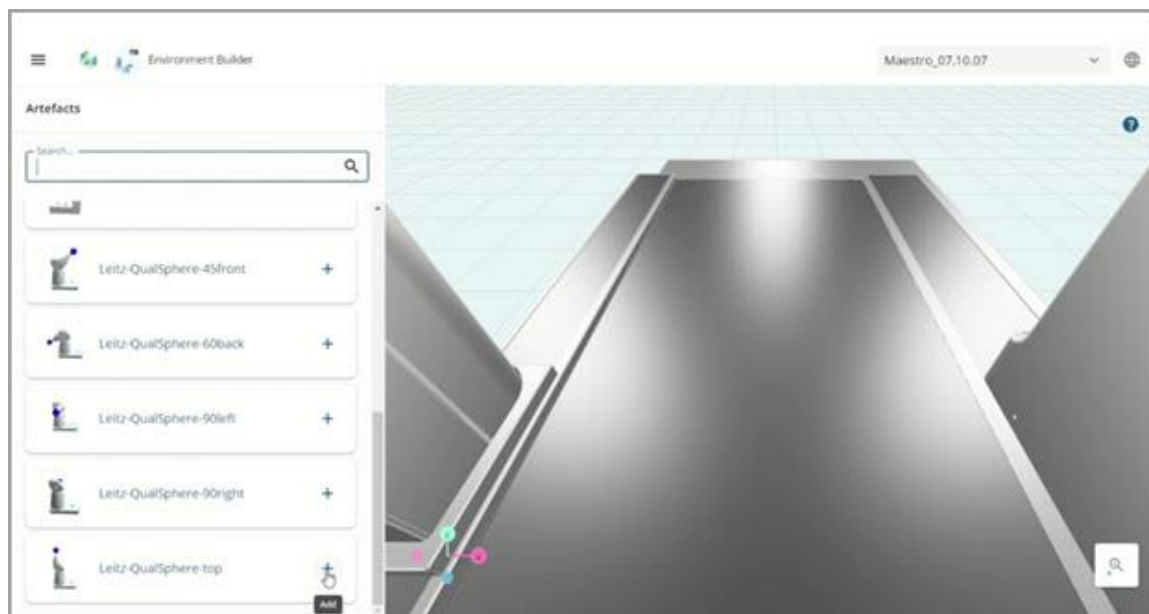 Environment Builder
Maestro_07.10.07
Artefacts
Search...
Leitz-QualSphere-45front
Leitz-QualSphere-60back
Leitz-QualSphere-90left
Leitz-QualSphere-90right
Leitz-QualSphere-top
Add